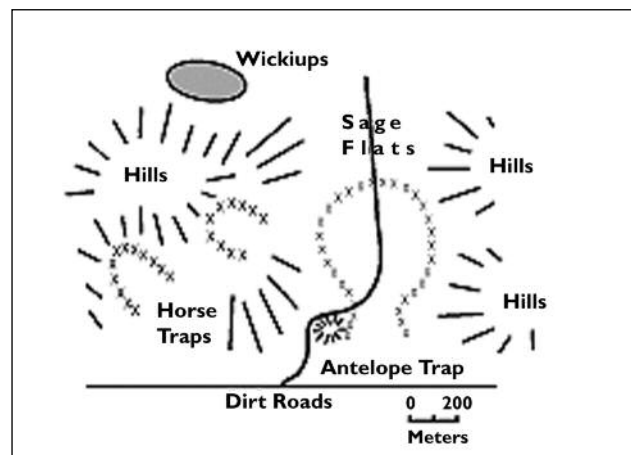 Wickiups
Sage
Flats
Hills
Hills
Horse
Traps
Hills
Antelope Trap
Dirt Roads
0 200
Meters